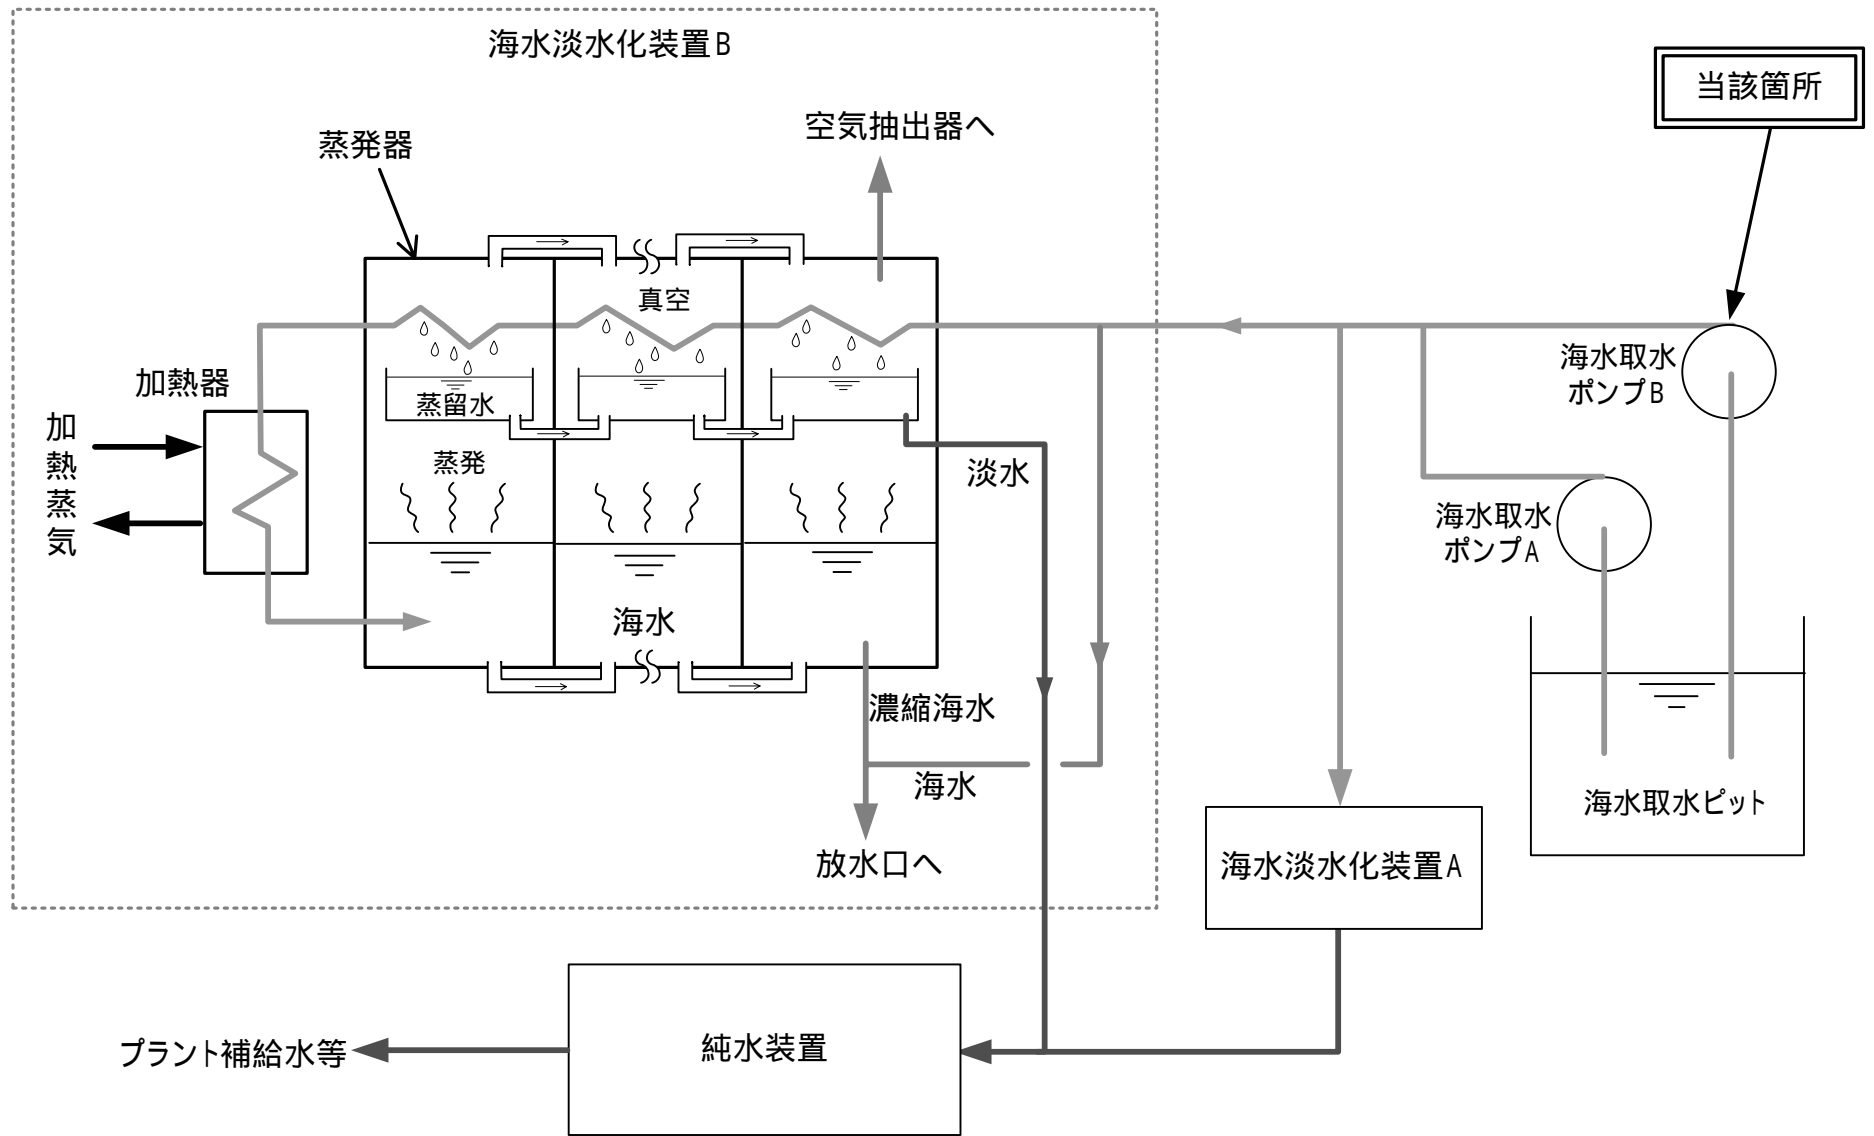 海水淡水化装置B
当該箇所
空気抽出器へ
蒸発器
真空
海水取水
ポンプB
加熱器
蒸留水
加熱蒸気
蒸発
淡水
海水取水
ポンプA
海水
濃縮海水
海水
海水取水ピット
放水口へ
海水淡水化装置A
純水装置
プラント補給水等